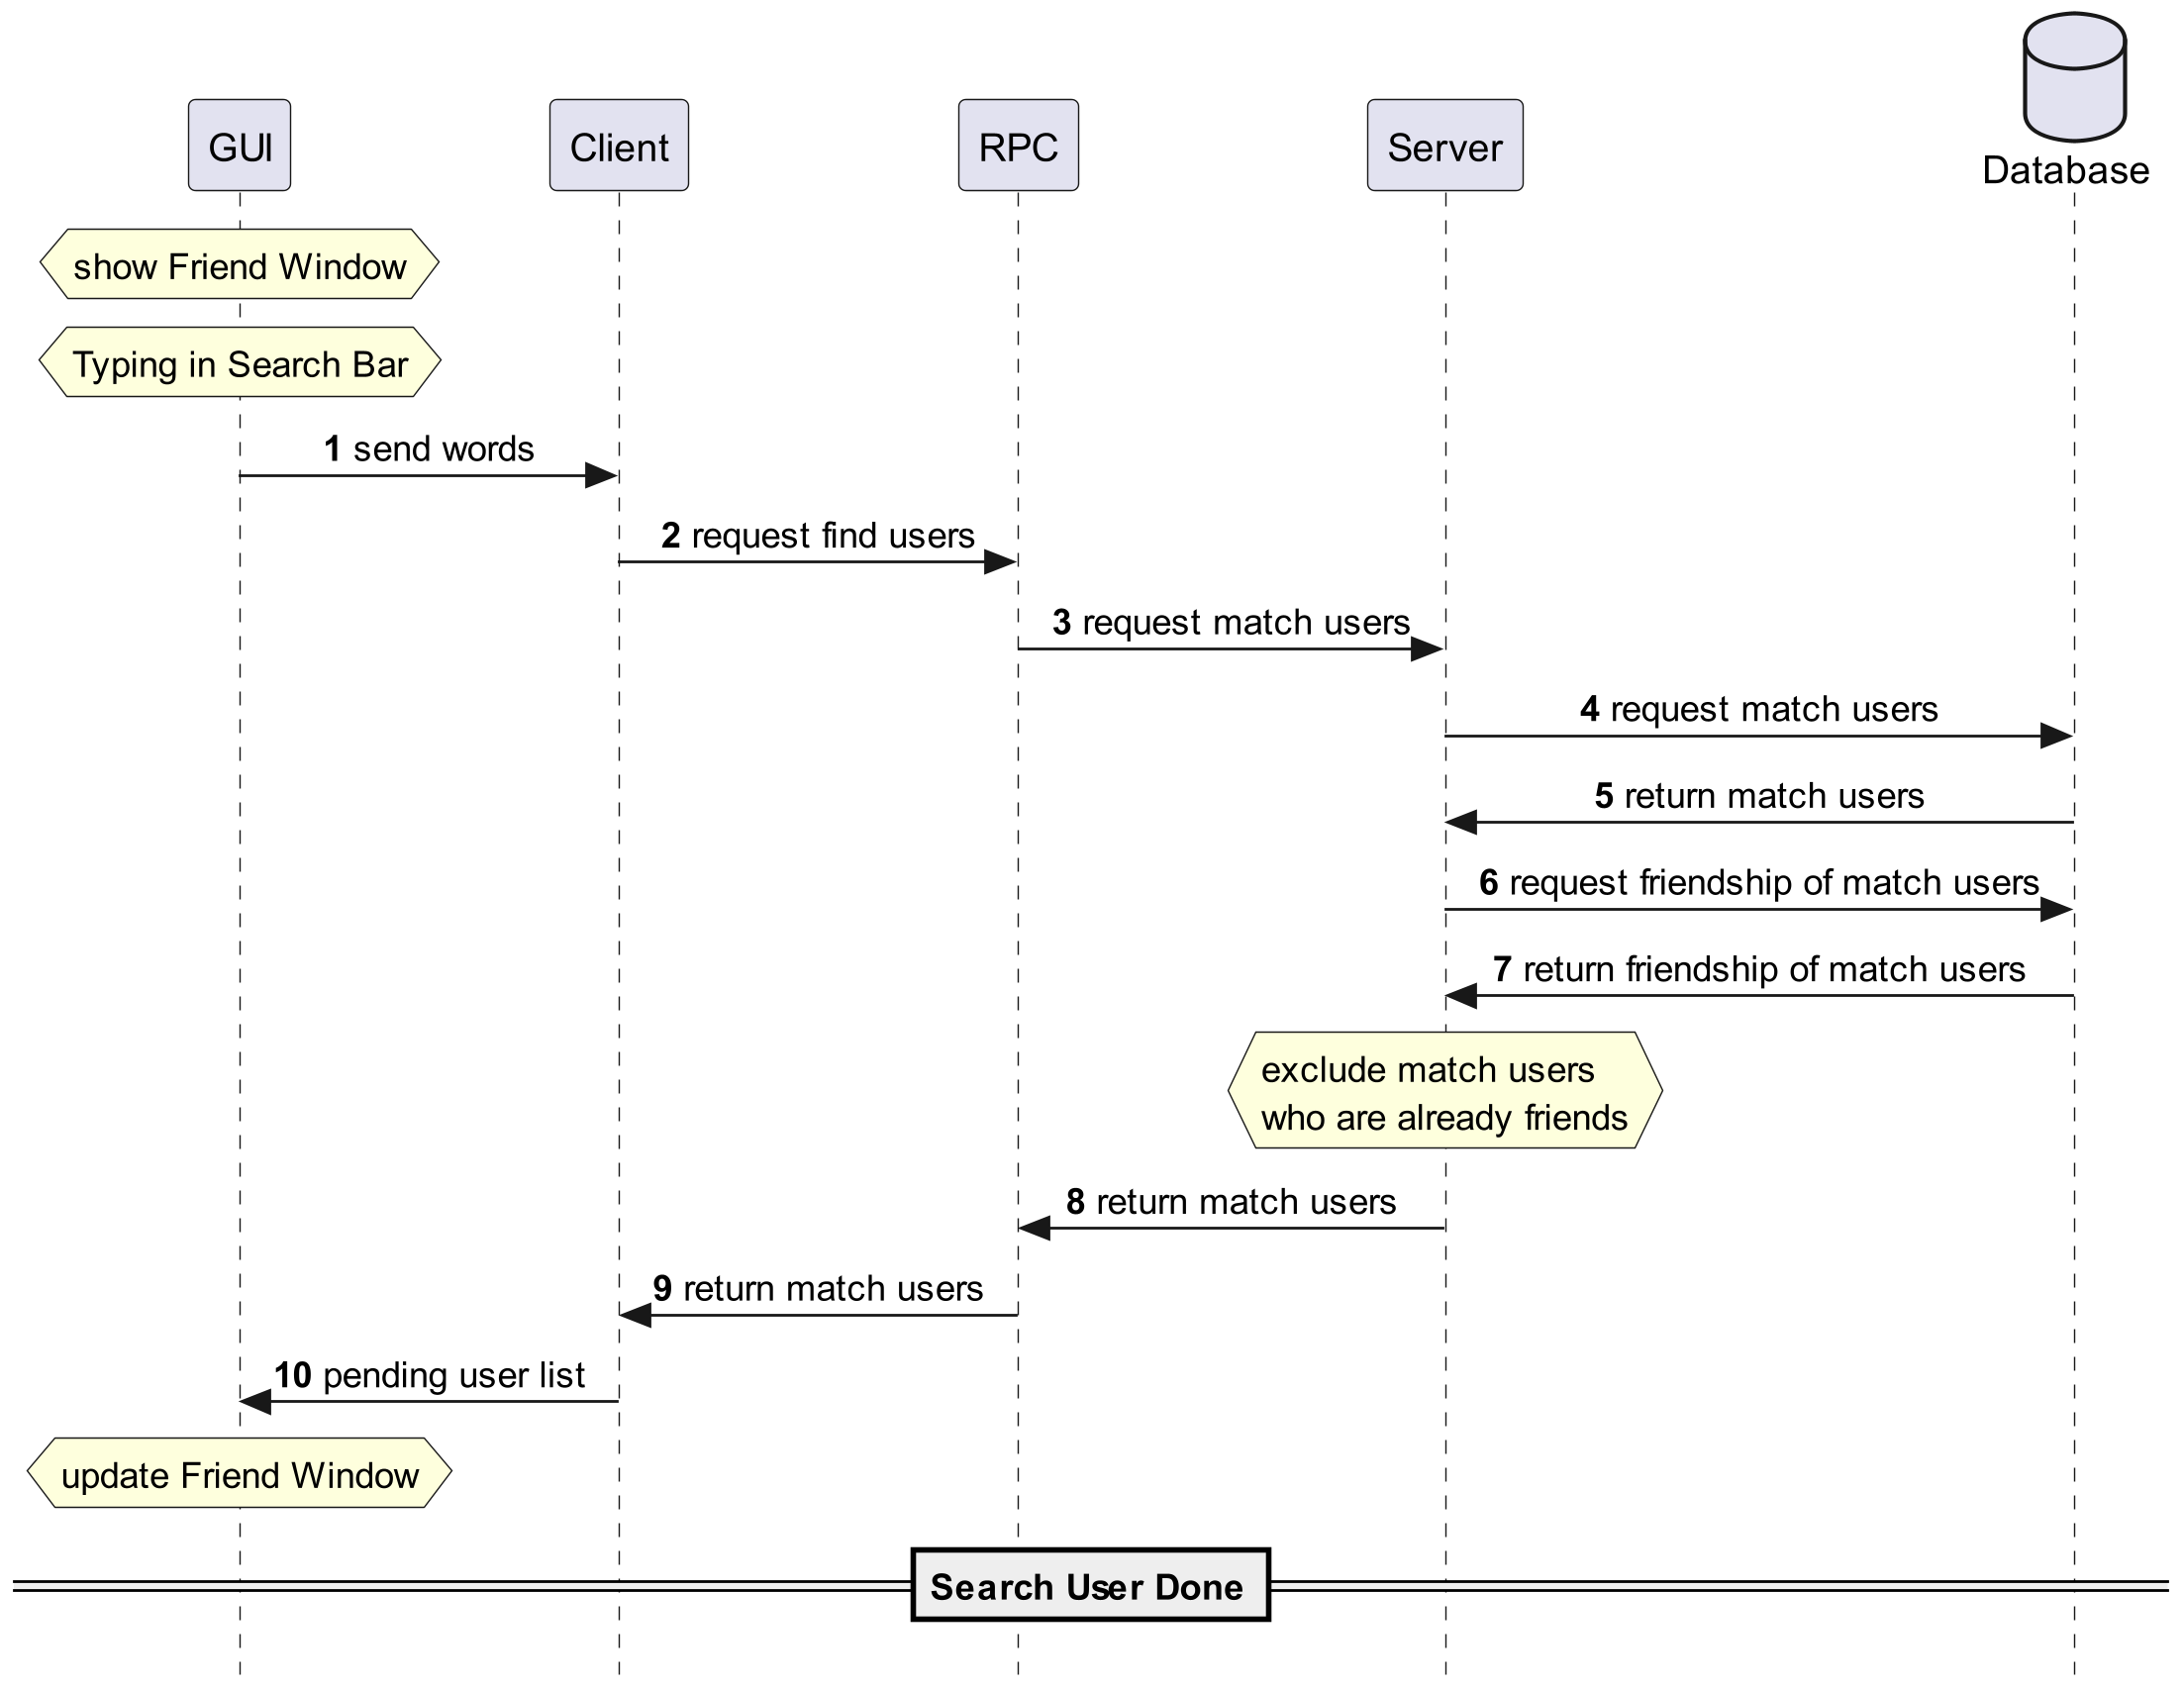 GUI
Client
RPC
Server
Database
show Friend Window
Typing in Search Bar
1 send words
2 request find users
3 request match users
4 request match users
5 return match users
6 request friendship of match users
7 return friendship of match users
exclude match users
who are already friends
8 return match users
9 return match users
10 pending user list
update Friend Window
Search User Done